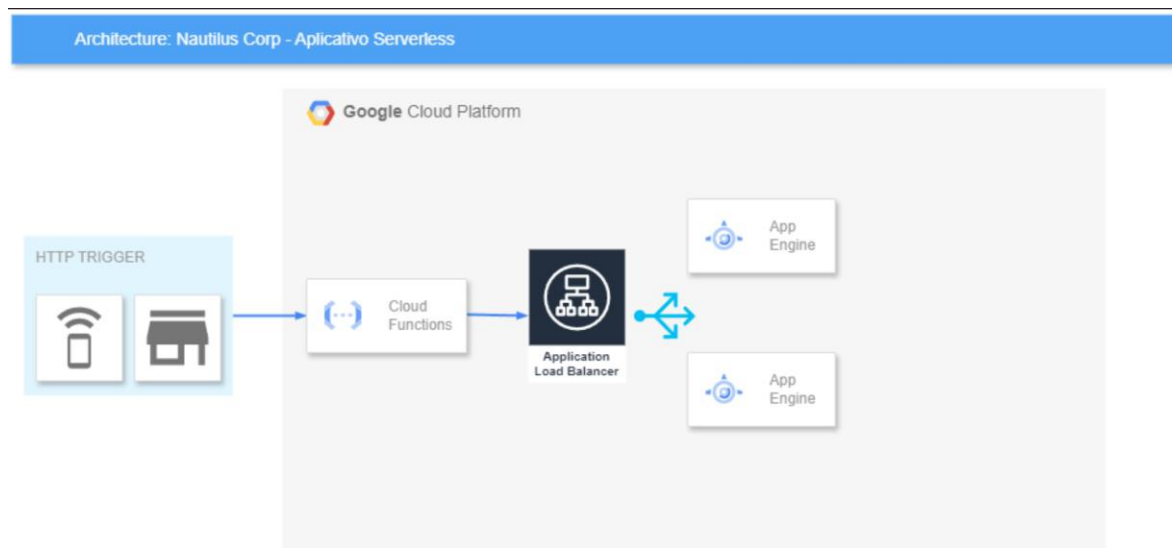 Architecture: Nautilus Corp - Aplicativo Serverless
Google Cloud Platform
HTTP TRIGGER
Cloud
Functions
Application
Load Balancer
App
Engine
App
Engine